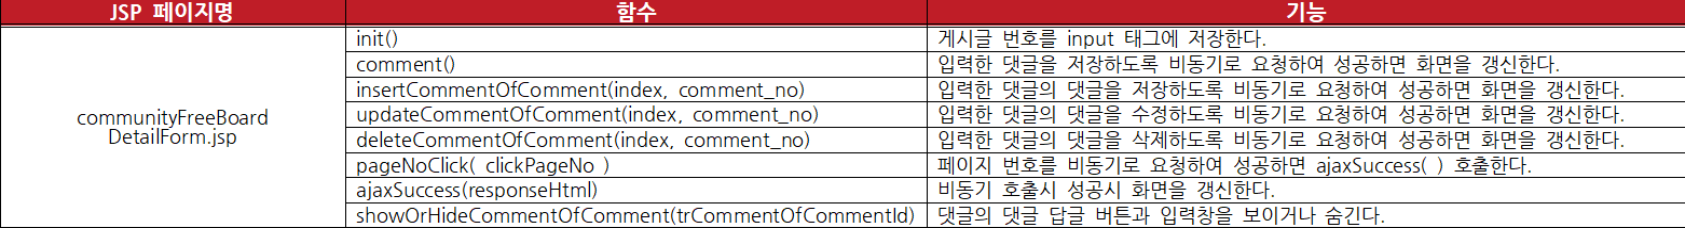 JSP 페이지명 함수 기능
communityFreeBoard
DetailForm.jsp
init() 게시글 번호를 input 태그에 저장한다.
comment() 입력한 댓글을 저장하도록 비동기로 요청하여 성공하면 화면을 갱신한다.
insertCommentOfComment(index, comment_no) 입력한 댓글의 댓글을 저장하도록 비동기로 요청하여 성공하면 화면을 갱신한다.
updateCommentOfComment(index, comment_no) 입력한 댓글의 댓글을 수정하도록 비동기로 요청하여 성공하면 화면을 갱신한다.
deleteCommentOfComment(index, comment_no) 입력한 댓글의 댓글을 삭제하도록 비동기로 요청하여 성공하면 화면을 갱신한다.
pageNoClick( clickPageNo ) 페이지 번호를 비동기로 요청하여 성공하면 ajaxSuccess( ) 호출한다.
ajaxSuccess(responseHtml) 비동기 호출시 성공시 화면을 갱신한다.
showOrHideCommentOfComment(trCommentOfCommentId) 댓글의 댓글 답글 버튼과 입력창을 보이거나 숨긴다.